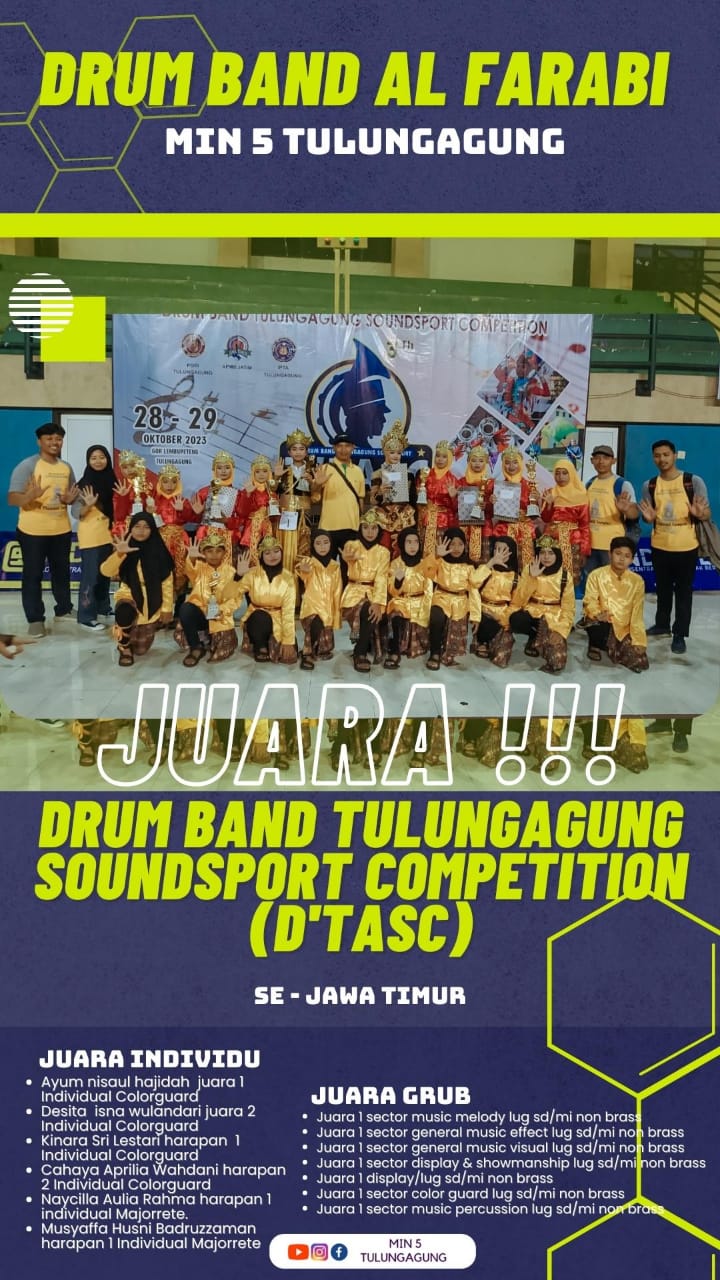 DRUM BAND AL FARABI
MIN 5 TULUNGAGUNG
DRUM BAND TULUNGAGUNG SOUNDSPORT COMPETITION
TULUNGAGUNG
TULUNGAGUNG
28 - 29
OKTOBER 2023
GOR LEMBUPETENG
TULUNGAGUNG
JUARA !!!
DRUM BAND TULUNGAGUNG
SOUNDSPORT COMPETITION
(D'TASC)
SE - JAWA TIMUR
JUARA INDIVIDU
• Ayum nisaul hajidah juara 1
Individual Colorguard
• Desita isna wulandari juara 2
Individual Colorguard
• Kinara Sri Lestari harapan 1
Individual Colorguard
• Cahaya Aprilia Wahdani harapan
2 Individual Colorguard
• Naycilla Aulia Rahma harapan 1
individual Majorrete.
• Musyaffa Husni Badruzzaman
harapan 1 Individual Majorrete
JUARA GRUB
• Juara 1 sector music melody lug sd/mi non brass
• Juara 1 sector general music effect lug sd/mi non brass
• Juara 1 sector general music visual lug sd/mi non brass
• Juara 1 sector display & showmanship lug sd/mi non brass
• Juara 1 display/lug sd/mi non brass
• Juara 1 sector color guard lug sd/mi non brass
• Juara 1 sector music percussion lug sd/mi non brass
MIN 5
TULUNGAGUNG